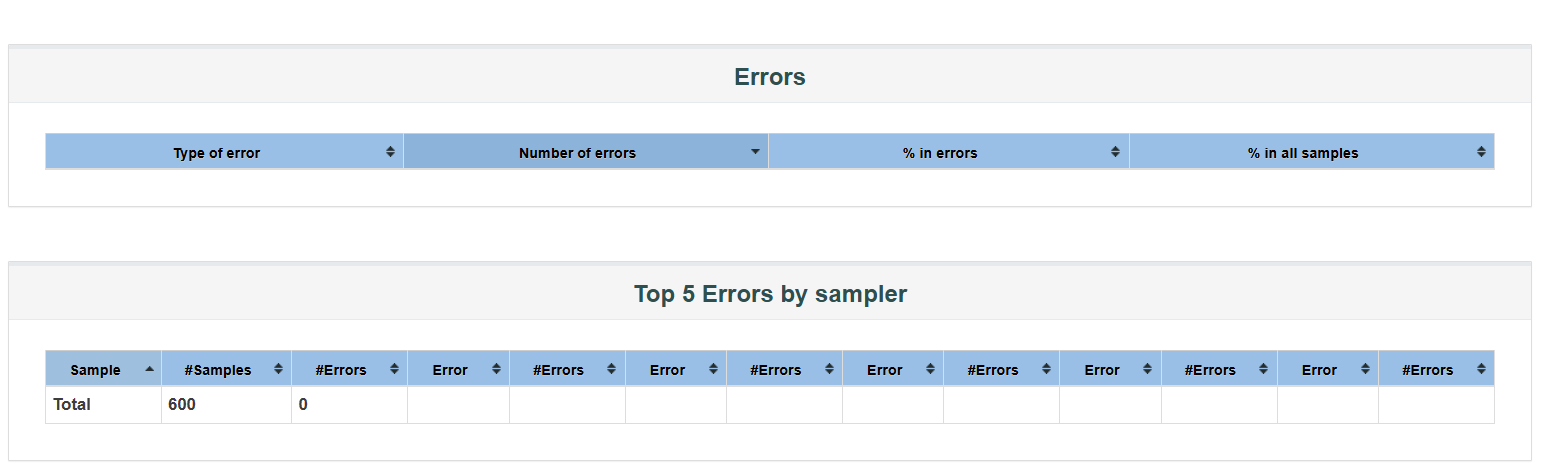 Errors
Type of error Number of errors % in errors % in all samples
Top 5 Errors by sampler
Sample #Samples #Errors Error #Errors Error #Errors Error #Errors Error #Errors Error #Errors
Total 600 0